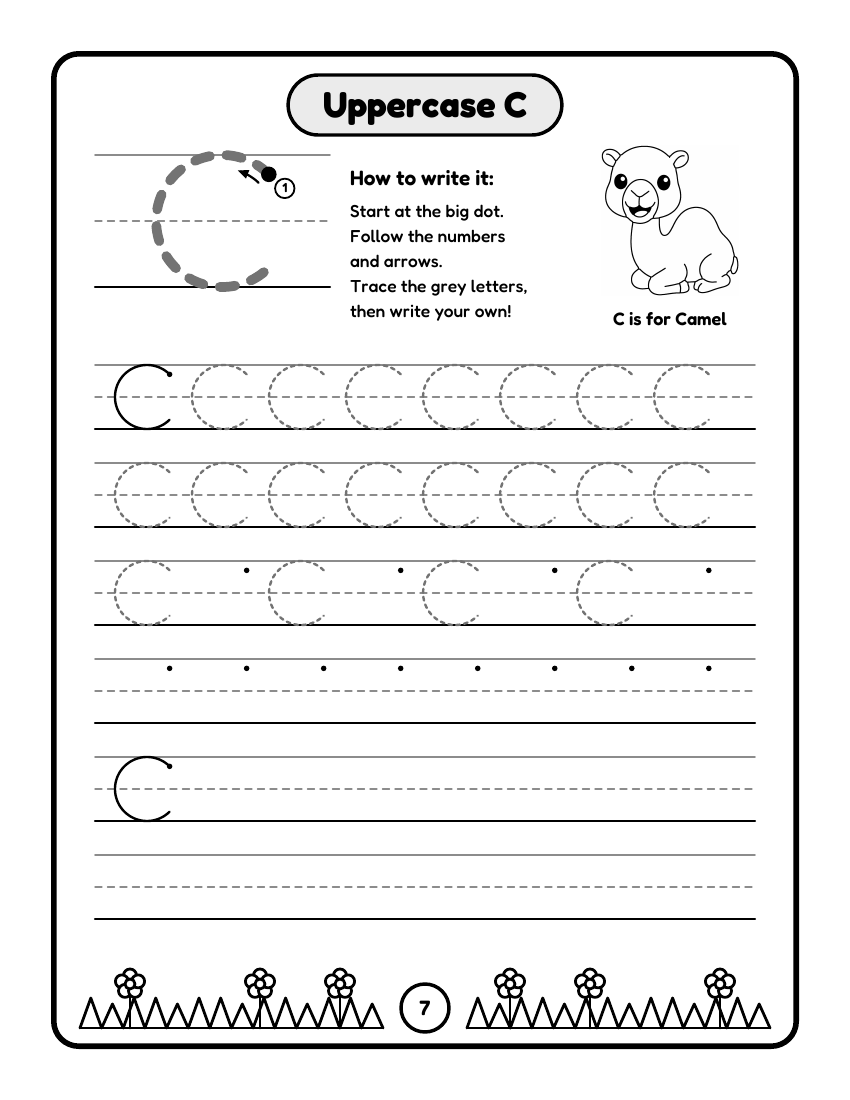 Uppercase C
C
1
How to write it:
Start at the big dot.
Follow the numbers
and arrows.
Trace the grey letters,
then write your own!
C is for Camel
C C C C C C C C
C C C C C C C C
C C C C
C
7